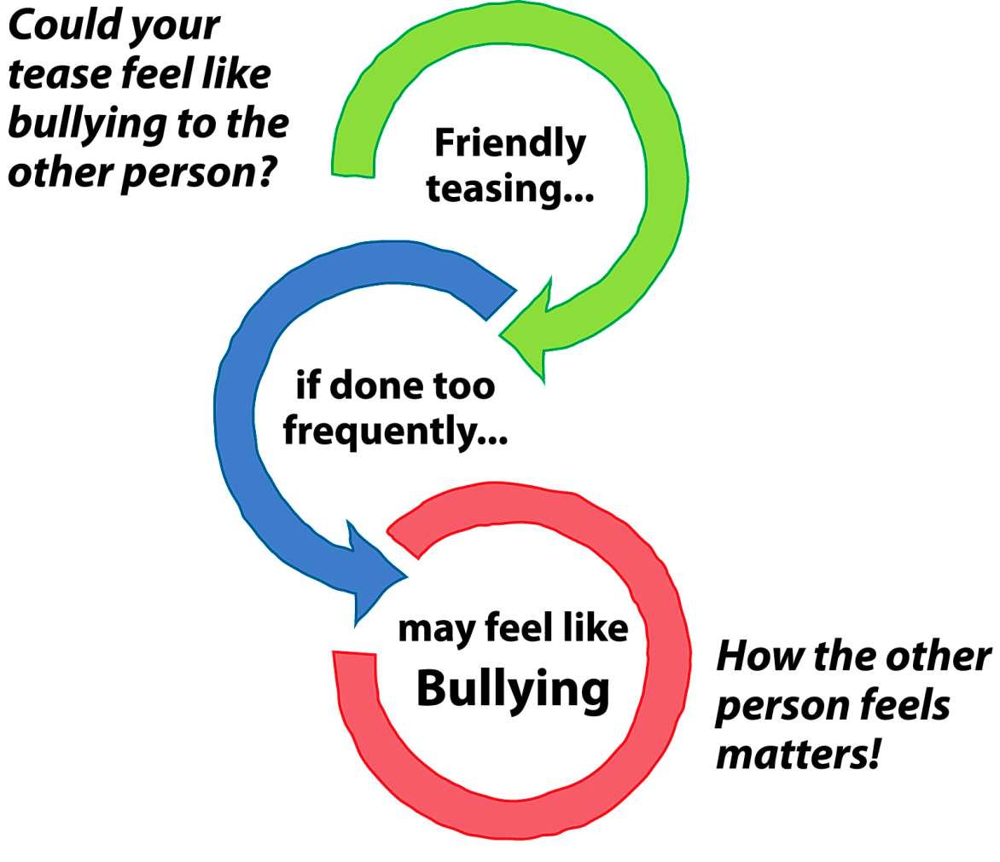 Could your
tease feel like
bullying to the
other person?
Friendly
teasing...
if done too
frequently...
may feel like
Bullying
How the other
person feels
matters!